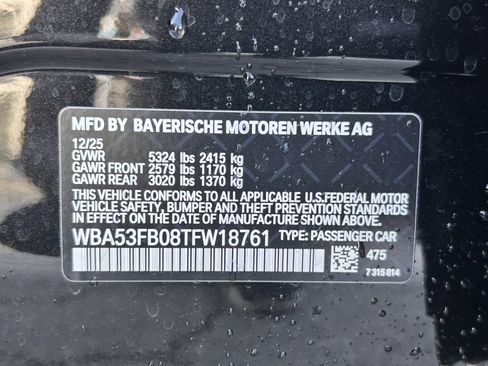 MFD BY BAYERISCHE MOTOREN WERKE AG
12/25
GVWR 5324 lbs 2415 kg
GAWR FRONT 2579 lbs 1170 kg
GAWR REAR 3020 lbs 1370 kg
THIS VEHICLE CONFORMS TO ALL APPLICABLE U.S.FEDERAL MOTOR
VEHICLE SAFETY, BUMPER, AND THEFT PREVENTION
STANDARDS IN EFFECT ON THE DATE OF MANUFACTURE SHOWN ABOVE.
WBA53FB08TFW18761 TYPE: PASSENGER CAR
475
7315814